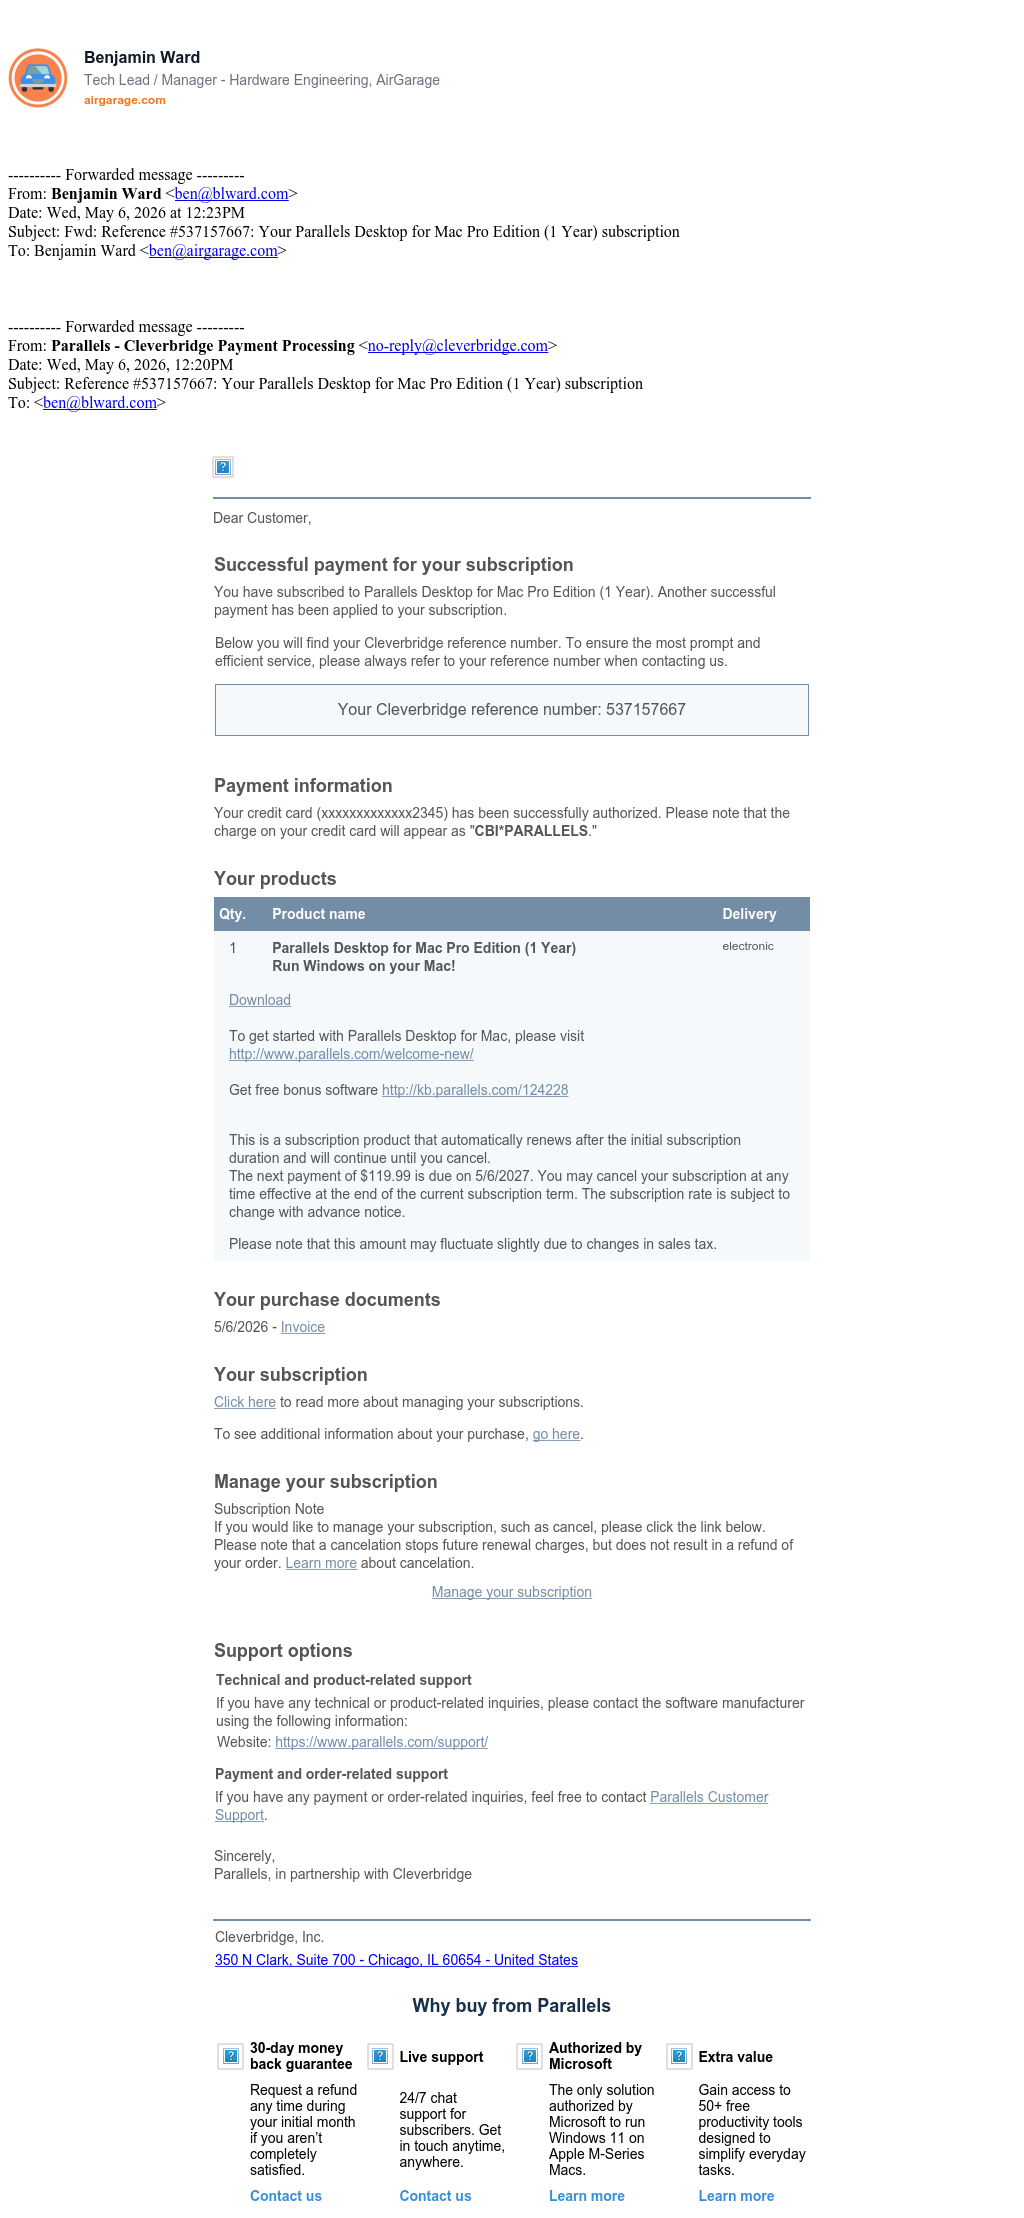 Benjamin Ward
Tech Lead / Manager - Hardware Engineering, AirGarage
airgarage.com
---------- Forwarded message ---------
From: Benjamin Ward <ben@blward.com>
Date: Wed, May 6, 2026 at 12:23PM
Subject: Fwd: Reference #537157667: Your Parallels Desktop for Mac Pro Edition (1 Year) subscription
To: Benjamin Ward <ben@airgarage.com>
---------- Forwarded message ---------
From: Parallels - Cleverbridge Payment Processing <no-reply@cleverbridge.com>
Date: Wed, May 6, 2026, 12:20PM
Subject: Reference #537157667: Your Parallels Desktop for Mac Pro Edition (1 Year) subscription
To: <ben@blward.com>
Dear Customer,
Successful payment for your subscription
You have subscribed to Parallels Desktop for Mac Pro Edition (1 Year). Another successful
payment has been applied to your subscription.
Below you will find your Cleverbridge reference number. To ensure the most prompt and
efficient service, please always refer to your reference number when contacting us.
Your Cleverbridge reference number: 537157667
Payment information
Your credit card (xxxxxxxxxxxxx2345) has been successfully authorized. Please note that the
charge on your credit card will appear as "CBI*PARALLELS."
Your products
Qty. Product name Delivery
1 Parallels Desktop for Mac Pro Edition (1 Year) electronic
Run Windows on your Mac!
Download
To get started with Parallels Desktop for Mac, please visit
http://www.parallels.com/welcome-new/
Get free bonus software http://kb.parallels.com/124228
This is a subscription product that automatically renews after the initial subscription
duration and will continue until you cancel.
The next payment of $119.99 is due on 5/6/2027. You may cancel your subscription at any
time effective at the end of the current subscription term. The subscription rate is subject to
change with advance notice.
Please note that this amount may fluctuate slightly due to changes in sales tax.
Your purchase documents
5/6/2026 - Invoice
Your subscription
Click here to read more about managing your subscriptions.
To see additional information about your purchase, go here.
Manage your subscription
Subscription Note
If you would like to manage your subscription, such as cancel, please click the link below.
Please note that a cancelation stops future renewal charges, but does not result in a refund of
your order. Learn more about cancelation.
Manage your subscription
Support options
Technical and product-related support
If you have any technical or product-related inquiries, please contact the software manufacturer
using the following information:
Website: https://www.parallels.com/support/
Payment and order-related support
If you have any payment or order-related inquiries, feel free to contact Parallels Customer
Support.
Sincerely,
Parallels, in partnership with Cleverbridge
Cleverbridge, Inc.
350 N Clark, Suite 700 - Chicago, IL 60654 - United States
Why buy from Parallels
30-day money
back guarantee
Request a refund
any time during
your initial month
if you aren't
completely
satisfied.
Contact us
Live support
24/7 chat
support for
subscribers. Get
in touch anytime,
anywhere.
Contact us
Authorized by
Microsoft
The only solution
authorized by
Microsoft to run
Windows 11 on
Apple M-Series
Macs.
Learn more
Extra value
Gain access to
50+ free
productivity tools
designed to
simplify everyday
tasks.
Learn more